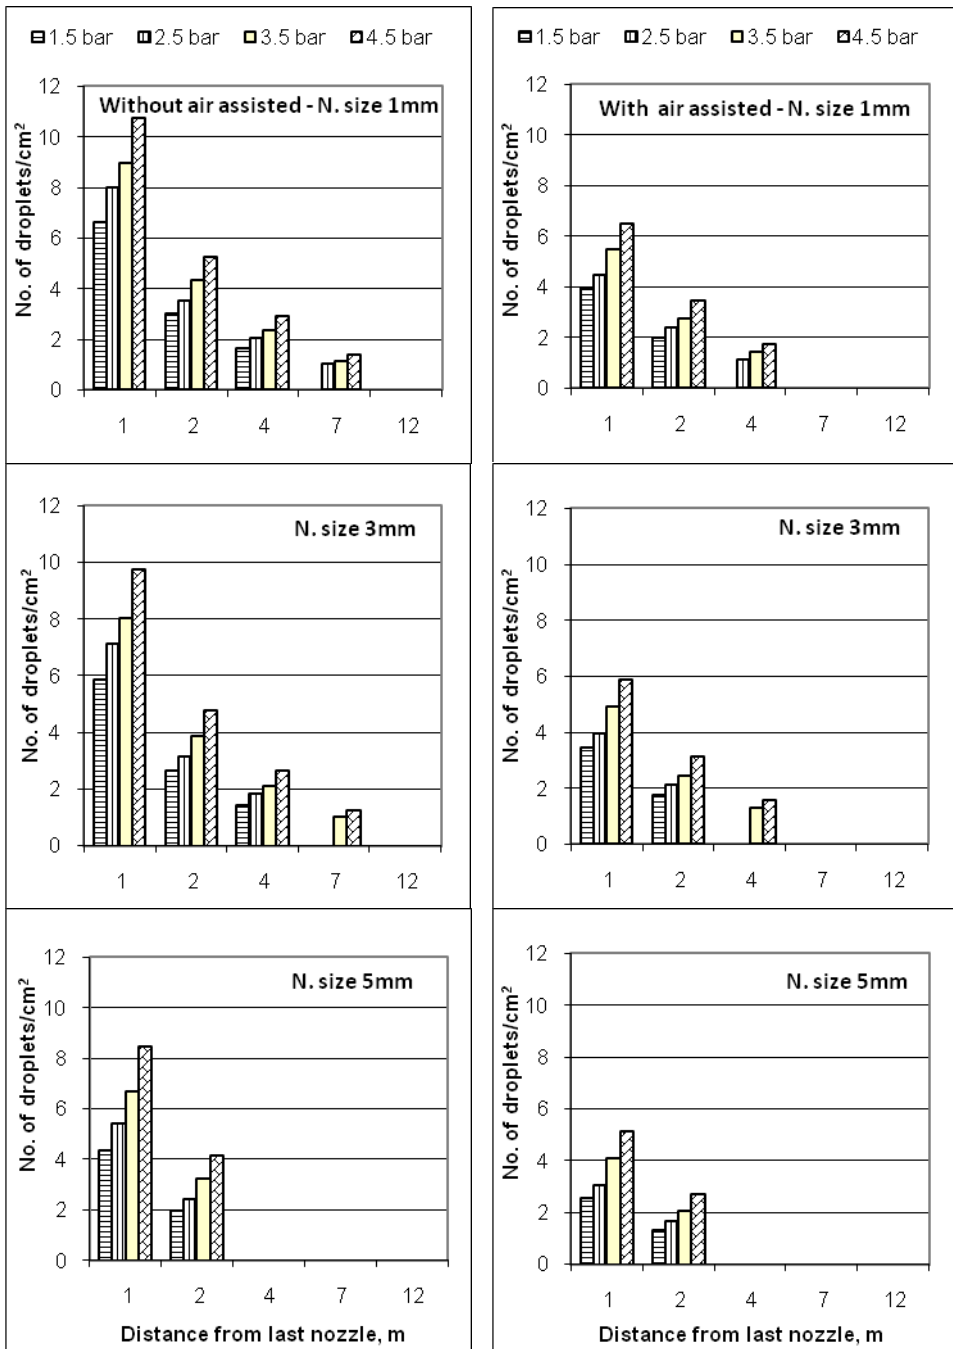 1.5 bar 2.5 bar 3.5 bar 4.5 bar
Without air assisted - N. size 1mm
No. of droplets/cm²
12
10
8
6
4
2
0
1 2 4 7 12
1.5 bar 2.5 bar 3.5 bar 4.5 bar
With air assisted - N. size 1mm
No. of droplets/cm²
12
10
8
6
4
2
0
1 2 4 7 12
N. size 3mm
No. of droplets/cm²
12
10
8
6
4
2
0
1 2 4 7 12
N. size 3mm
No. of droplets/cm²
12
10
8
6
4
2
0
1 2 4 7 12
N. size 5mm
No. of droplets/cm²
12
10
8
6
4
2
0
1 2 4 7 12
Distance from last nozzle, m
N. size 5mm
No. of droplets/cm²
12
10
8
6
4
2
0
1 2 4 7 12
Distance from last nozzle, m